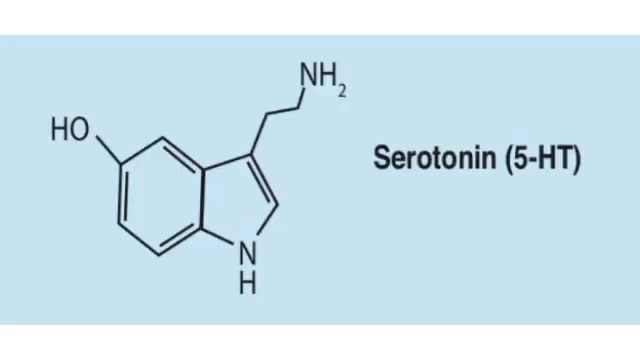 NH₂
HO
Serotonin (5-HT)
N
H